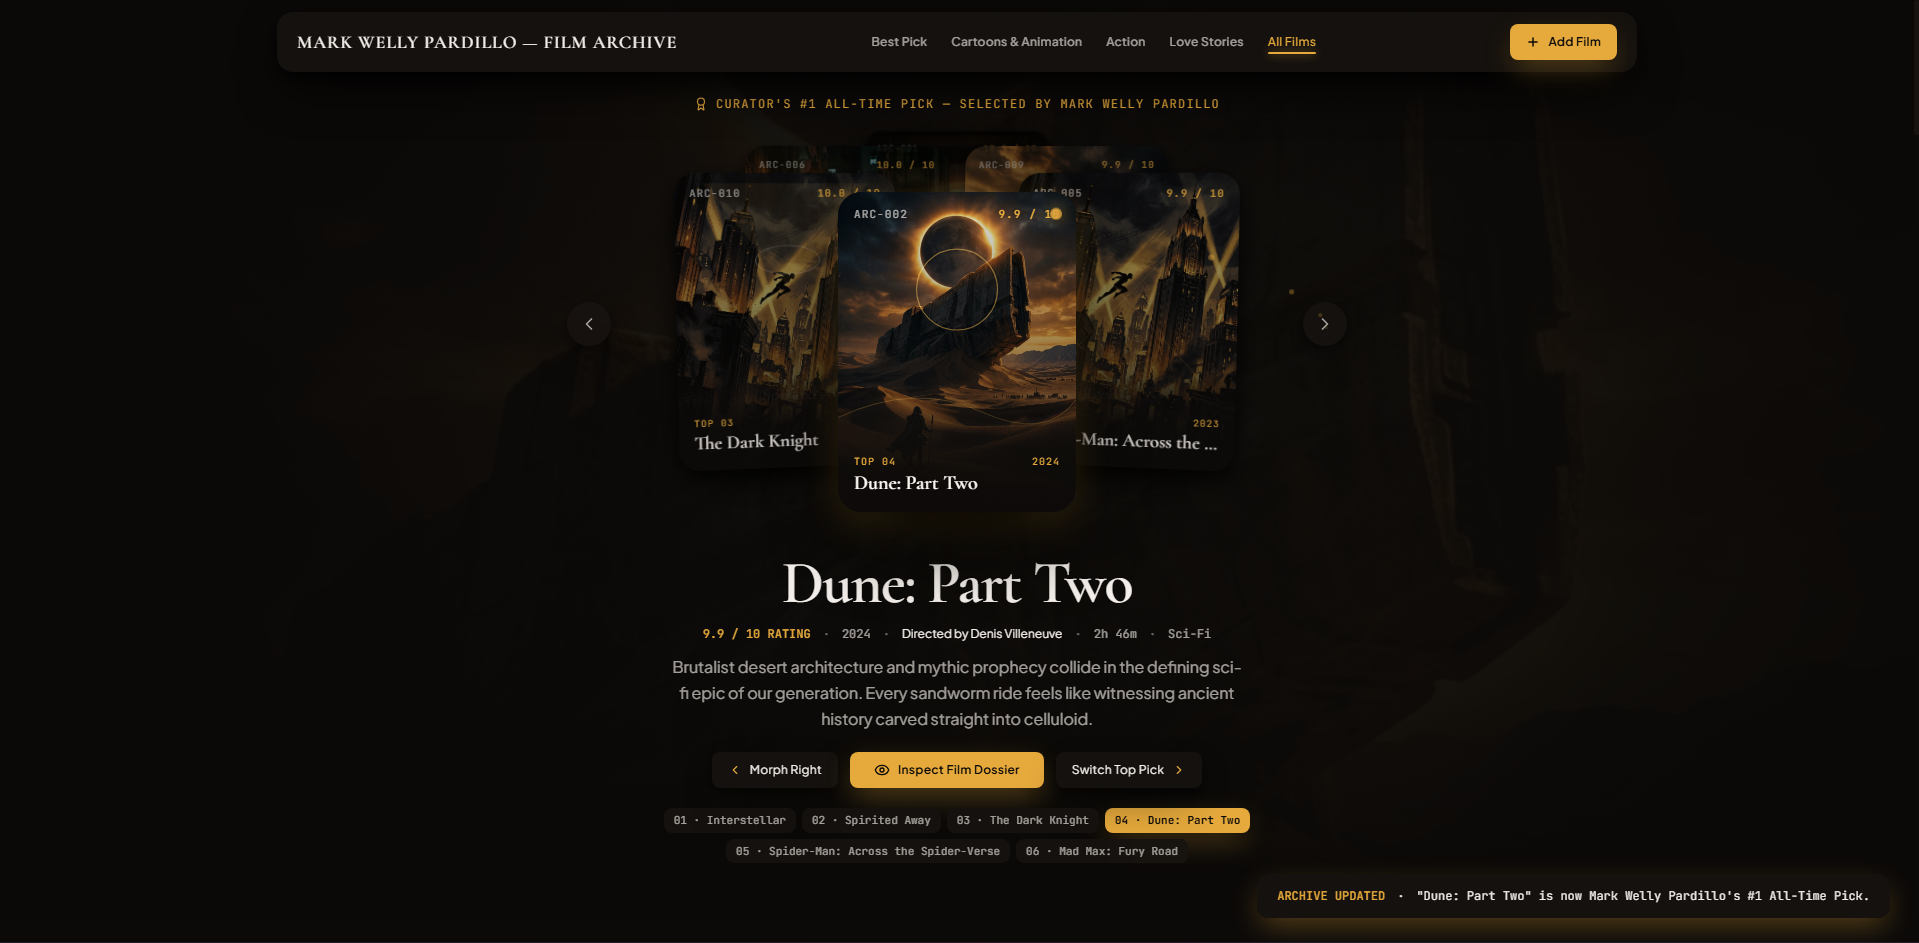 MARK WELLY PARDILLO — FILM ARCHIVE
Best Pick
Cartoons & Animation
Action
Love Stories
All Films
+ Add Film
CURATOR'S #1 ALL-TIME PICK — SELECTED BY MARK WELLY PARDILLO
ARC-006
10.0 / 10
ARC-009
9.9 / 10
ARC-010
10.0 / 10
005
9.9 / 10
ARC-002
9.9 / 10
TOP 03
The Dark Knight
2023
-Man: Across the ...
TOP 04
2024
Dune: Part Two
Dune: Part Two
9.9 / 10 RATING · 2024 · Directed by Denis Villeneuve · 2h 46m · Sci-Fi
Brutalist desert architecture and mythic prophecy collide in the defining sci-
fi epic of our generation. Every sandworm ride feels like witnessing ancient
history carved straight into celluloid.
Morph Right
Inspect Film Dossier
Switch Top Pick
01 · Interstellar
02 · Spirited Away
03 · The Dark Knight
04 · Dune: Part Two
05 · Spider-Man: Across the Spider-Verse
06 · Mad Max: Fury Road
ARCHIVE UPDATED · "Dune: Part Two" is now Mark Welly Pardillo's #1 All-Time Pick.